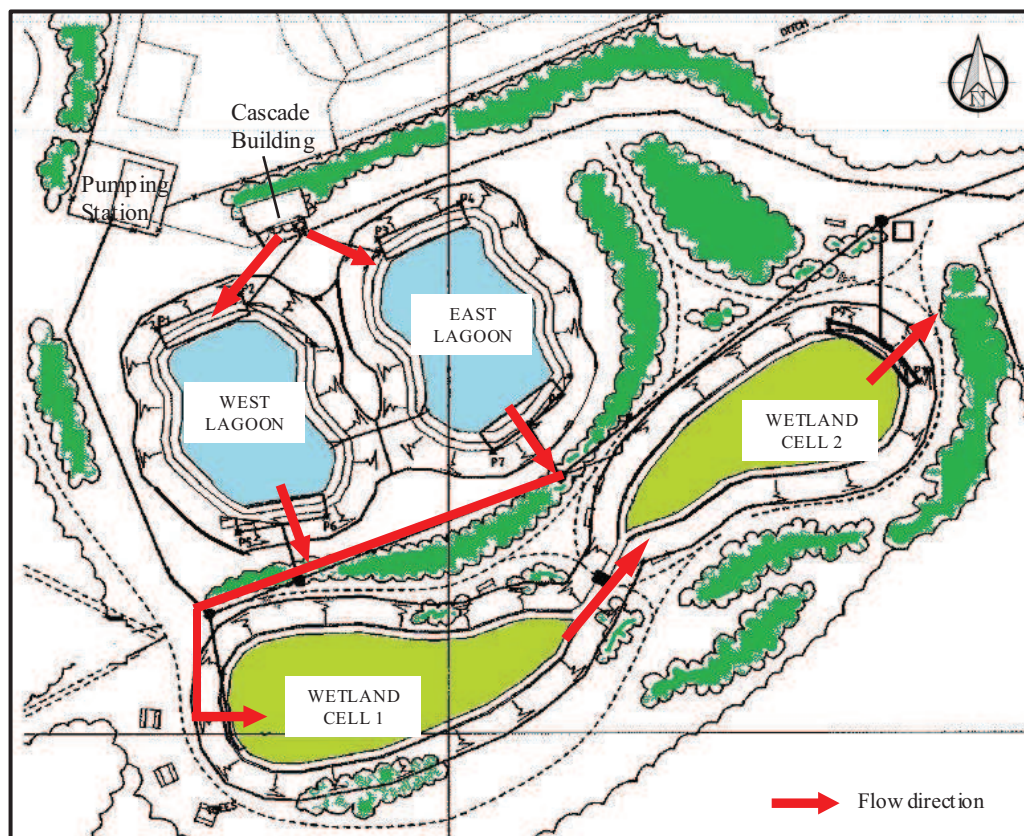 DITCH
N
Cascade
Building
Pumping
Station
P4
P3
P2
P1
EAST
LAGOON
WEST
LAGOON
P7
P5
P6
WETLAND
CELL 2
WETLAND
CELL 1
Flow direction